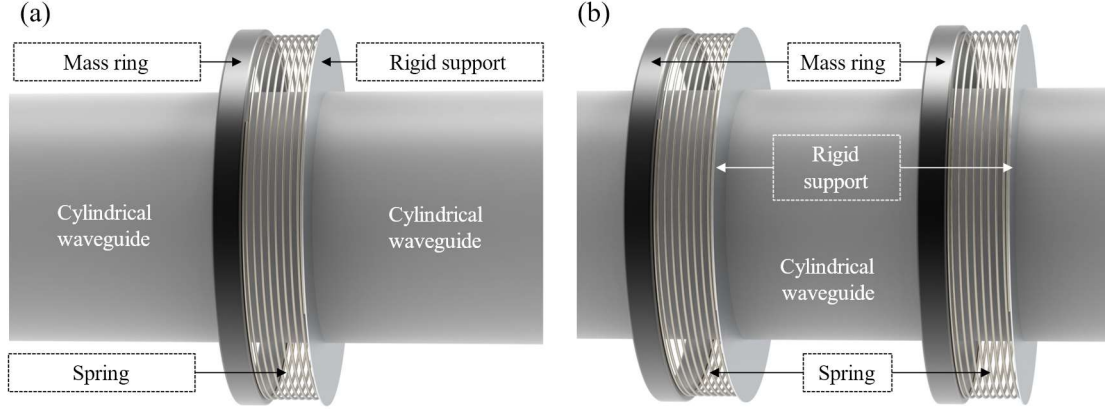 (a)
Mass ring
Rigid support
Cylindrical
waveguide
Cylindrical
waveguide
Spring
(b)
Mass ring
Rigid
support
Cylindrical
waveguide
Spring